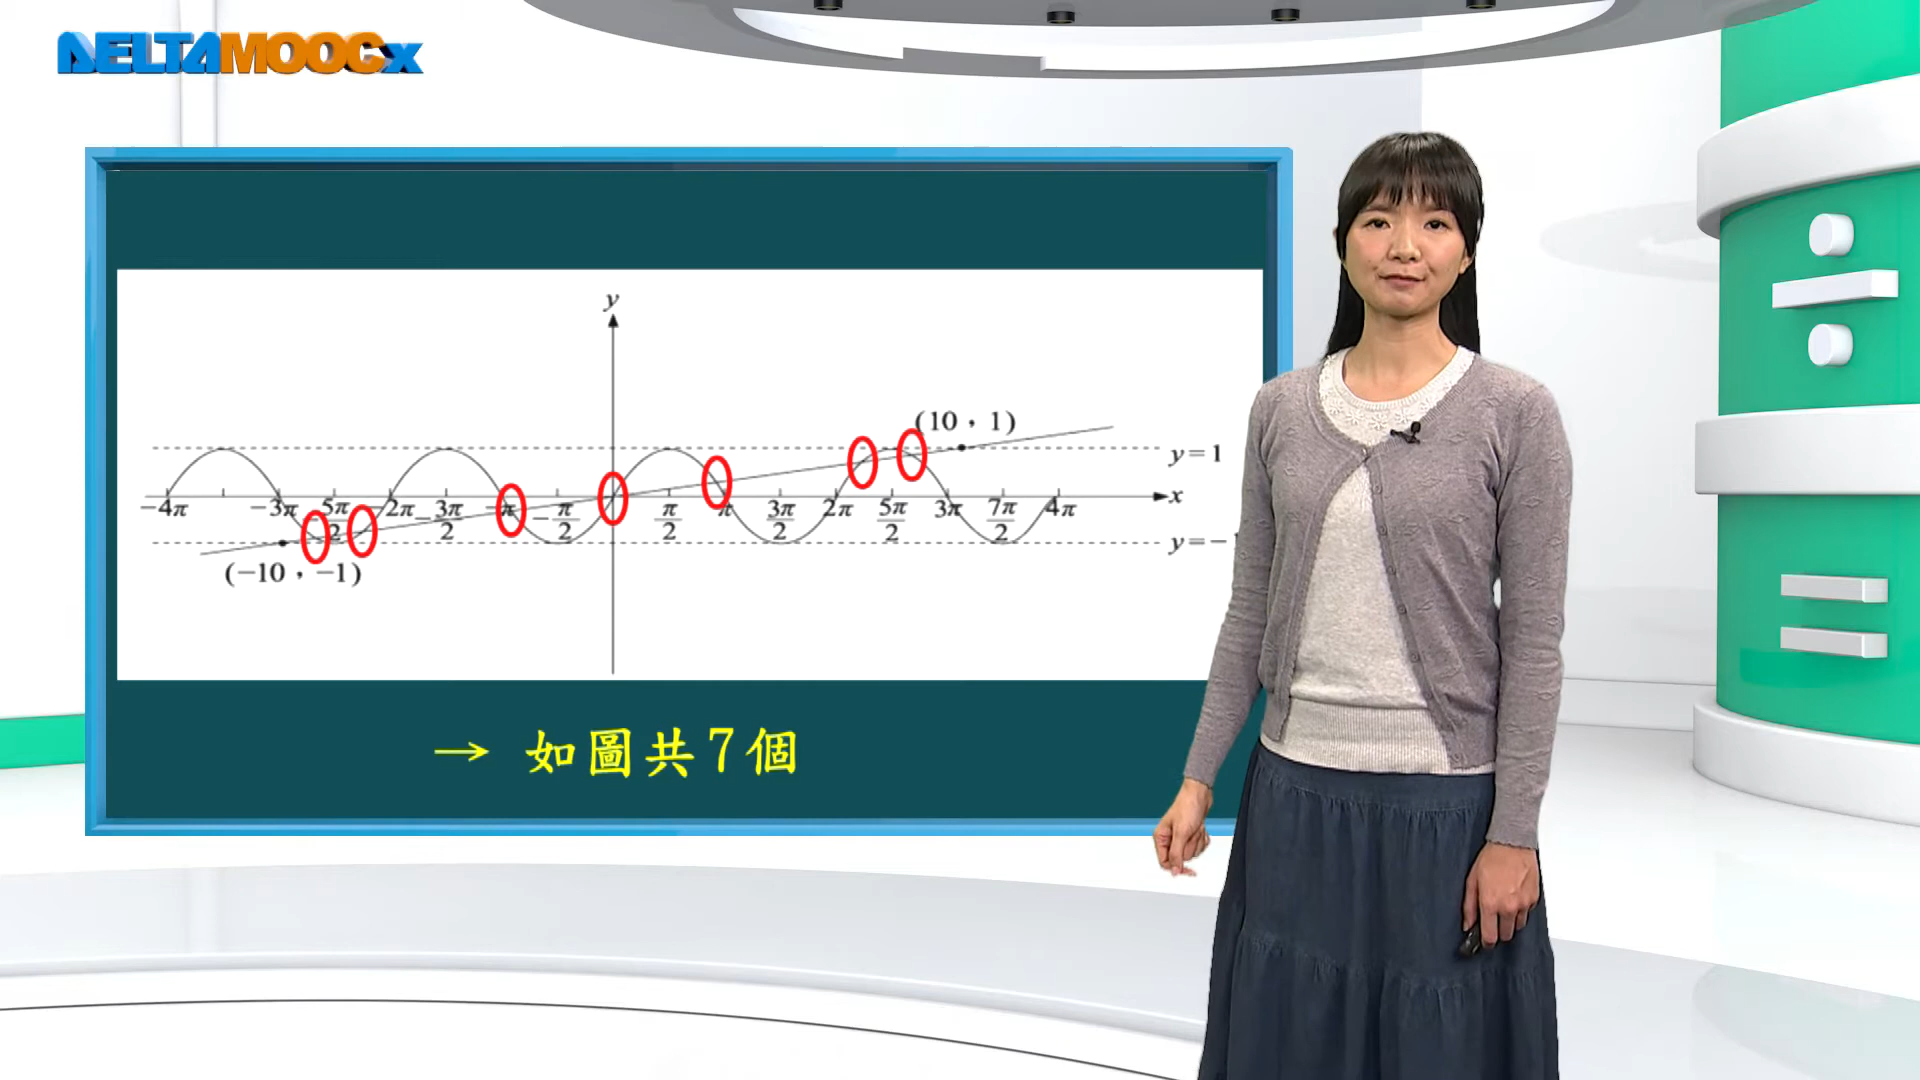 DELTAMOOCx
y
(10，1)
y=1
x
-4π -3π -5π/2 2π -3π/2 -π -π/2 π/2 π 3π/2 2π 5π/2 3π 7π/2 4π
y=-
(-10，-1)
→ 如圖共7個